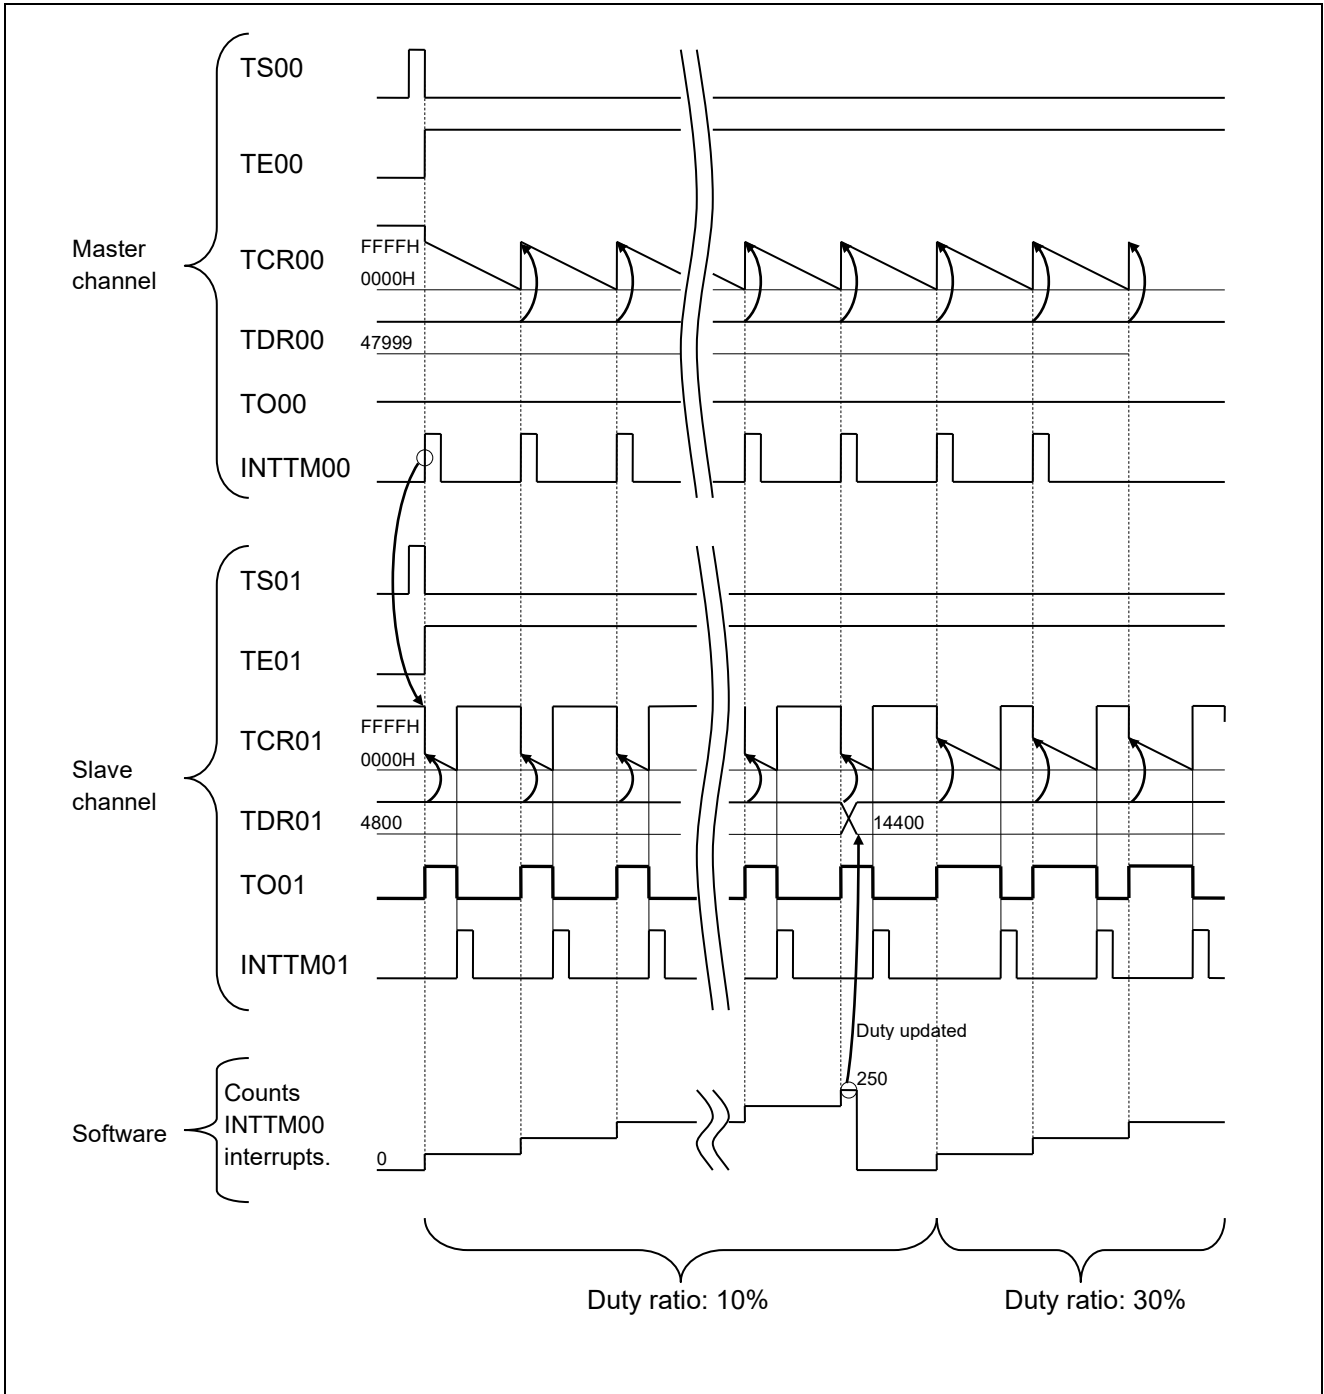 TS00
TE00
Master
channel
TCR00
FFFFH
0000H
TDR00
47999
TO00
INTTM00
TS01
TE01
Slave
channel
TCR01
FFFFH
0000H
TDR01
4800
14400
TO01
INTTM01
Duty updated
250
Software
Counts
INTTM00
interrupts.
0
Duty ratio: 10%
Duty ratio: 30%